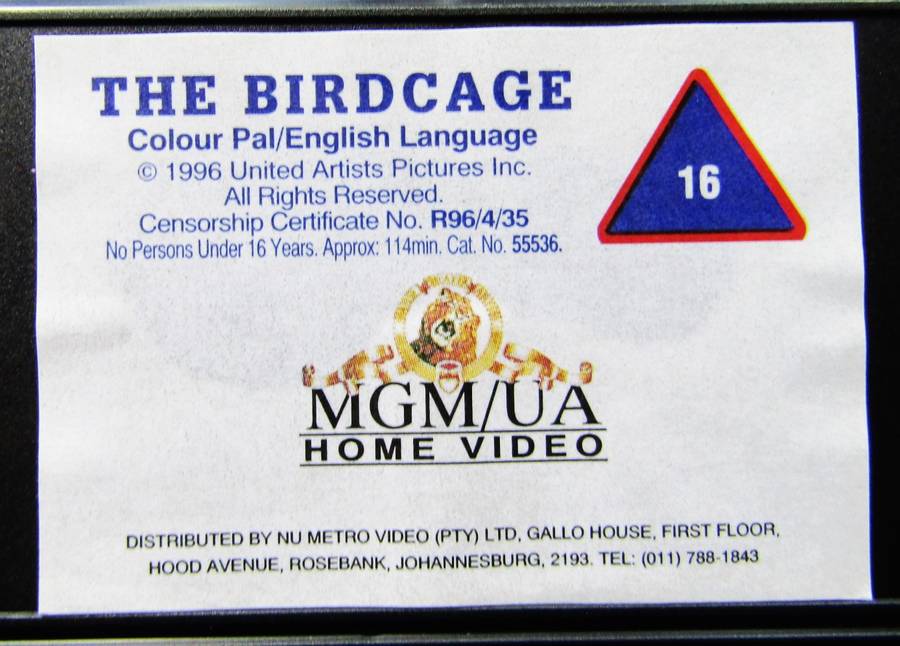 THE BIRDCAGE
Colour Pal/English Language
© 1996 United Artists Pictures Inc.
All Rights Reserved.
Censorship Certificate No. R96/4/35
No Persons Under 16 Years. Approx: 114min. Cat. No. 55536.
16
MGM/UA
HOME VIDEO
DISTRIBUTED BY NU METRO VIDEO (PTY) LTD, GALLO HOUSE, FIRST FLOOR,
HOOD AVENUE, ROSEBANK, JOHANNESBURG, 2193. TEL: (011) 788-1843